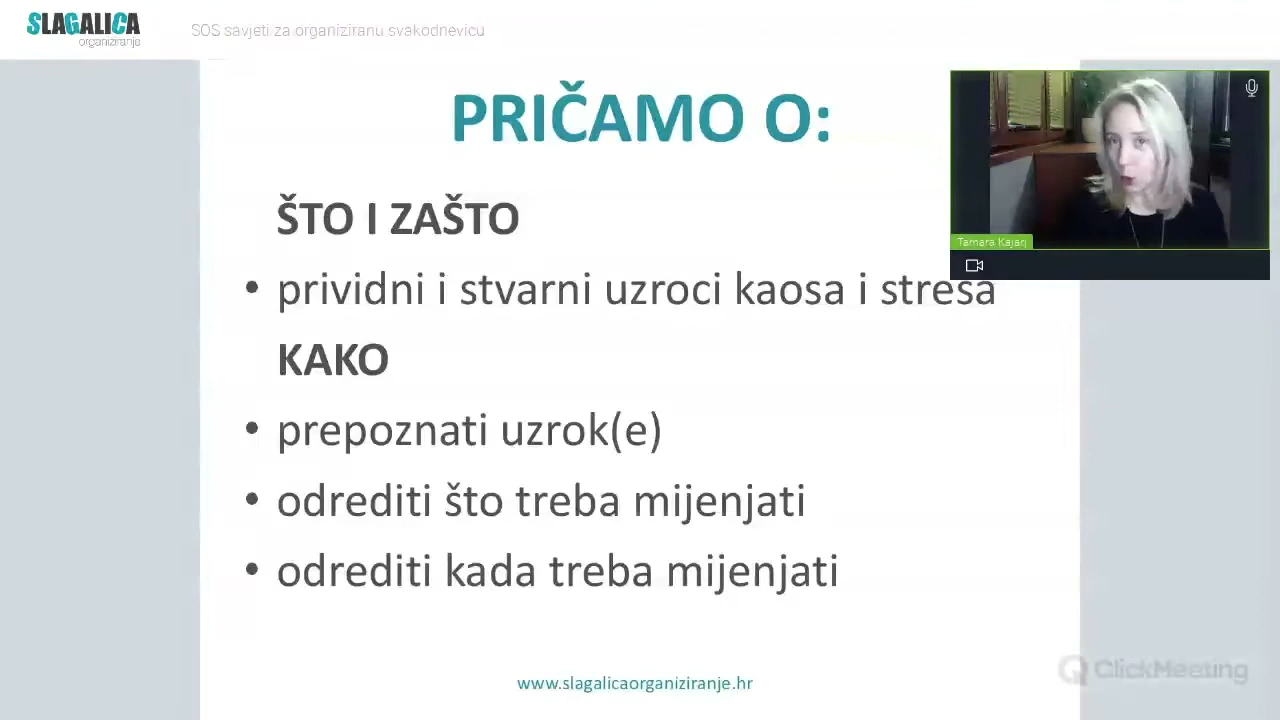 SLAGALICA
organiziranje
SOS savjeti za organiziranu svakodnevicu
PRIČAMO O:
ŠTO I ZAŠTO
• prividni i stvarni uzroci kaosa i stresa
KAKO
• prepoznati uzrok(e)
• odrediti što treba mijenjati
• odrediti kada treba mijenjati
www.slagalicaorganiziranje.hr
Tamara Kajari
ClickMeeting